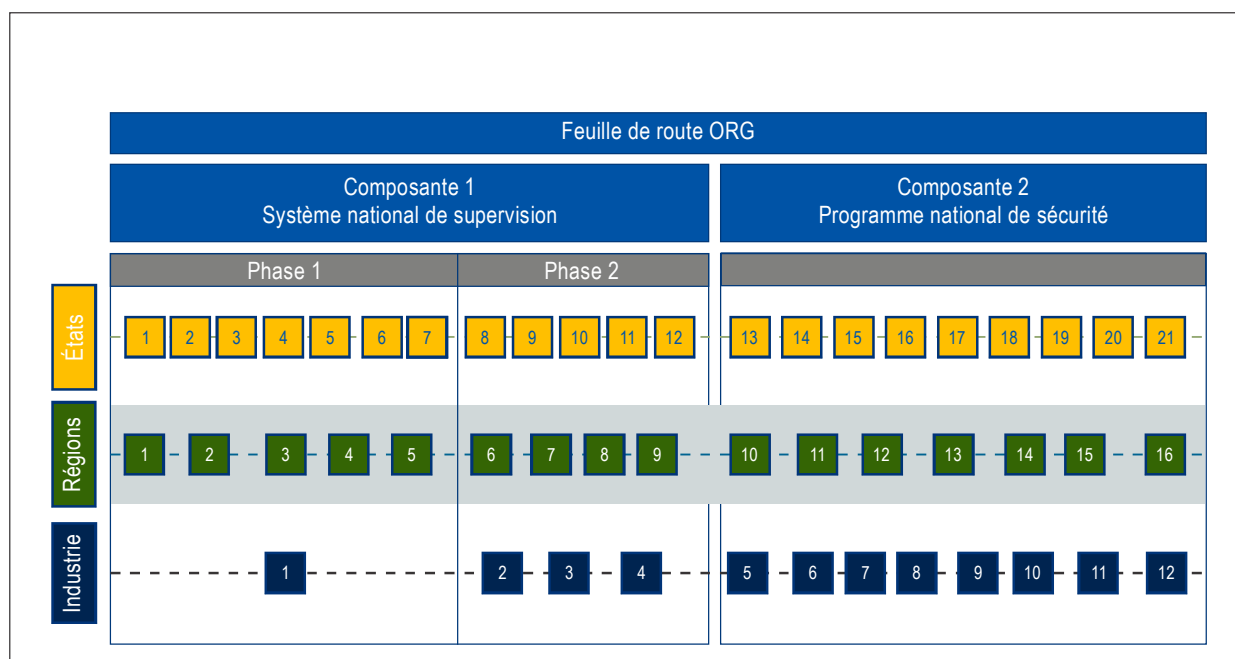 Feuille de route ORG
Composante 1
Système national de supervision
Composante 2
Programme national de sécurité
Phase 1
Phase 2
États
1 2 3 4 5 6 7 8 9 10 11 12 13 14 15 16 17 18 19 20 21
Régions
1 2 3 4 5 6 7 8 9 10 11 12 13 14 15 16
Industrie
1 2 3 4 5 6 7 8 9 10 11 12